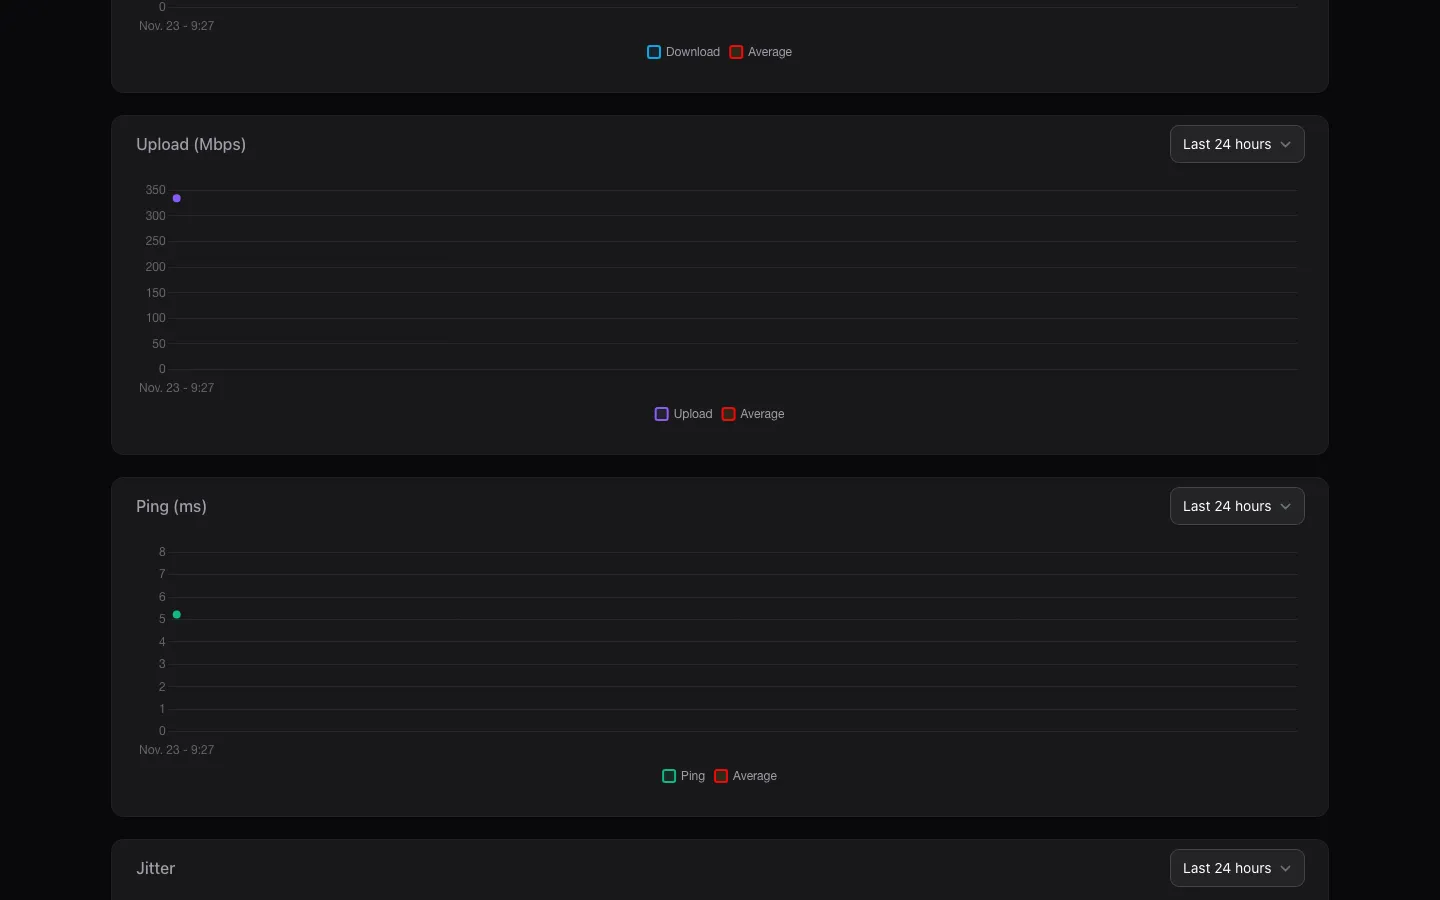 0
Nov. 23 - 9:27
Download Average
Upload (Mbps) Last 24 hours
350
300
250
200
150
100
50
0
Nov. 23 - 9:27
Upload Average
Ping (ms) Last 24 hours
8
7
6
5
4
3
2
1
0
Nov. 23 - 9:27
Ping Average
Jitter Last 24 hours